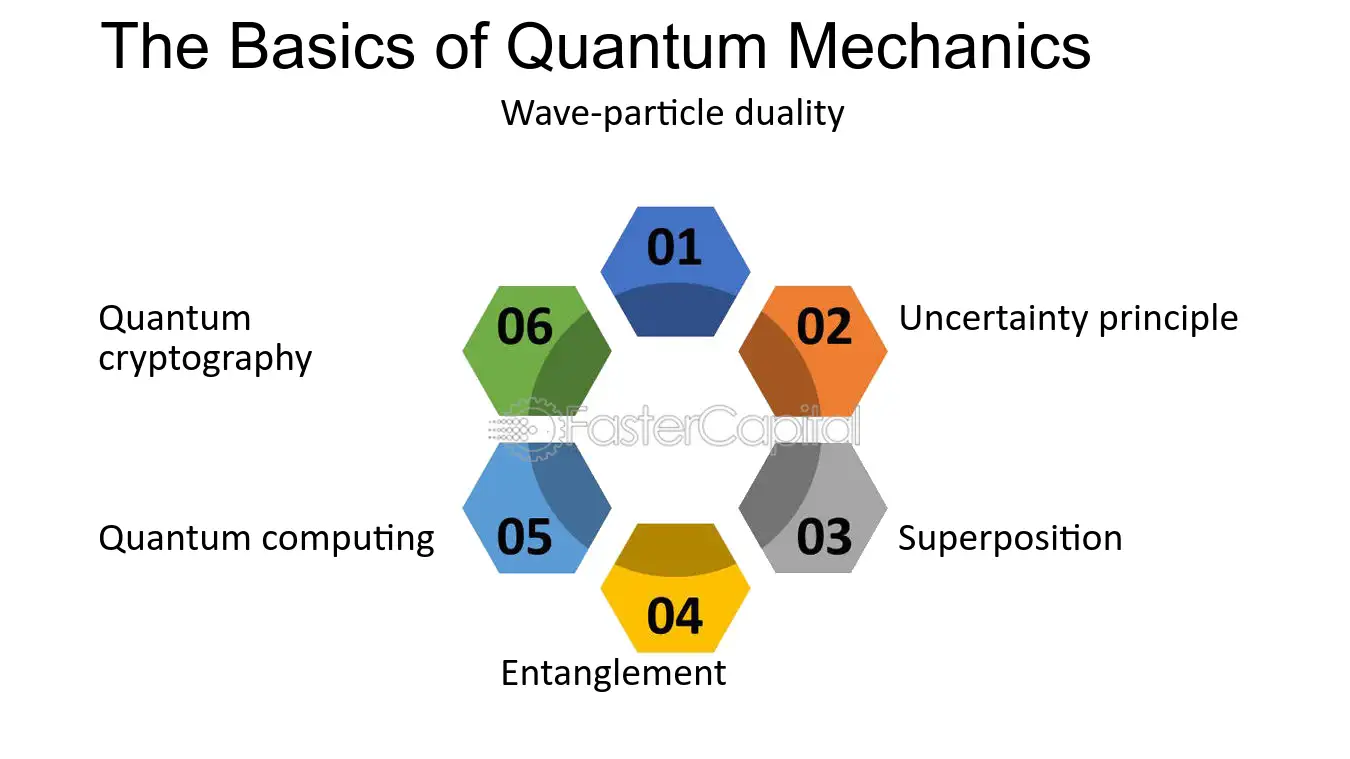 The Basics of Quantum Mechanics
Wave-particle duality
01
06
02
Quantum
cryptography
Uncertainty principle
FasterCapital
Quantum computing
05
03
Superposition
04
Entanglement